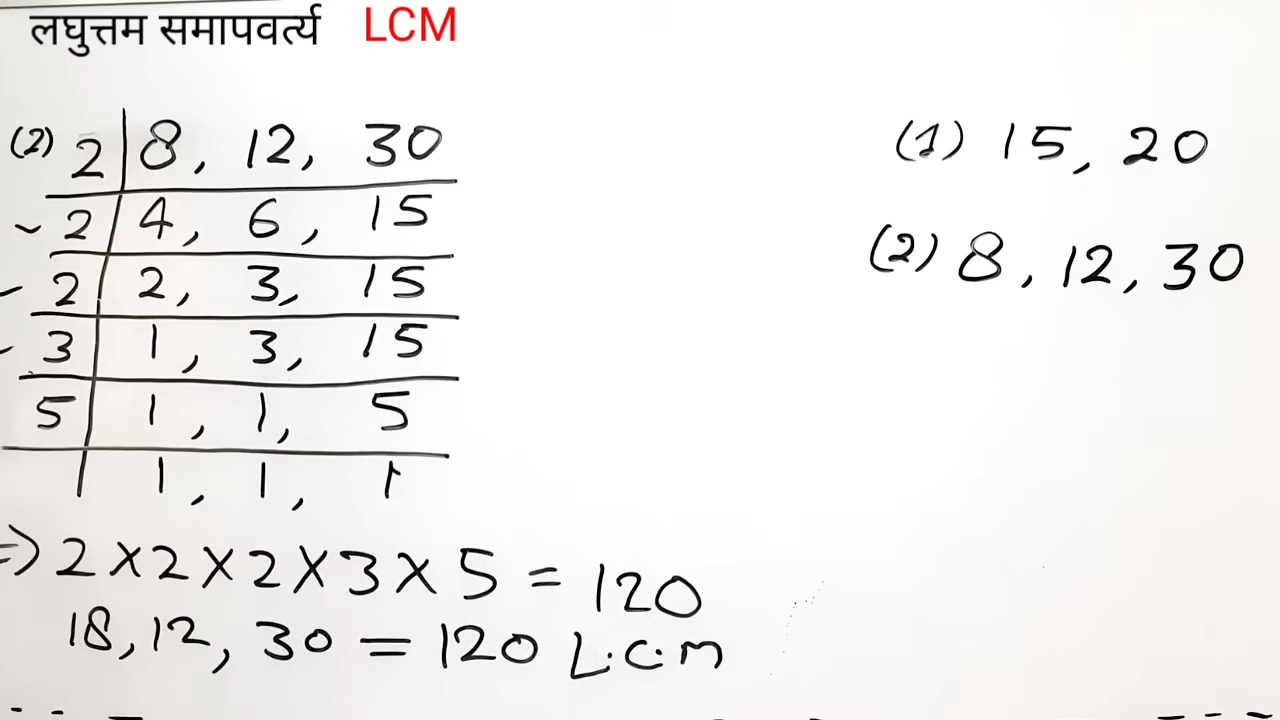 लघुत्तम समापवर्त्य LCM
(2) 2 | 8, 12, 30
2 | 4, 6, 15
2 | 2, 3, 15
3 | 1, 3, 15
5 | 1, 1, 5
| 1, 1, 1
⇒ 2 × 2 × 2 × 3 × 5 = 120
18, 12, 30 = 120 L.C.M
(1) 15, 20
(2) 8, 12, 30